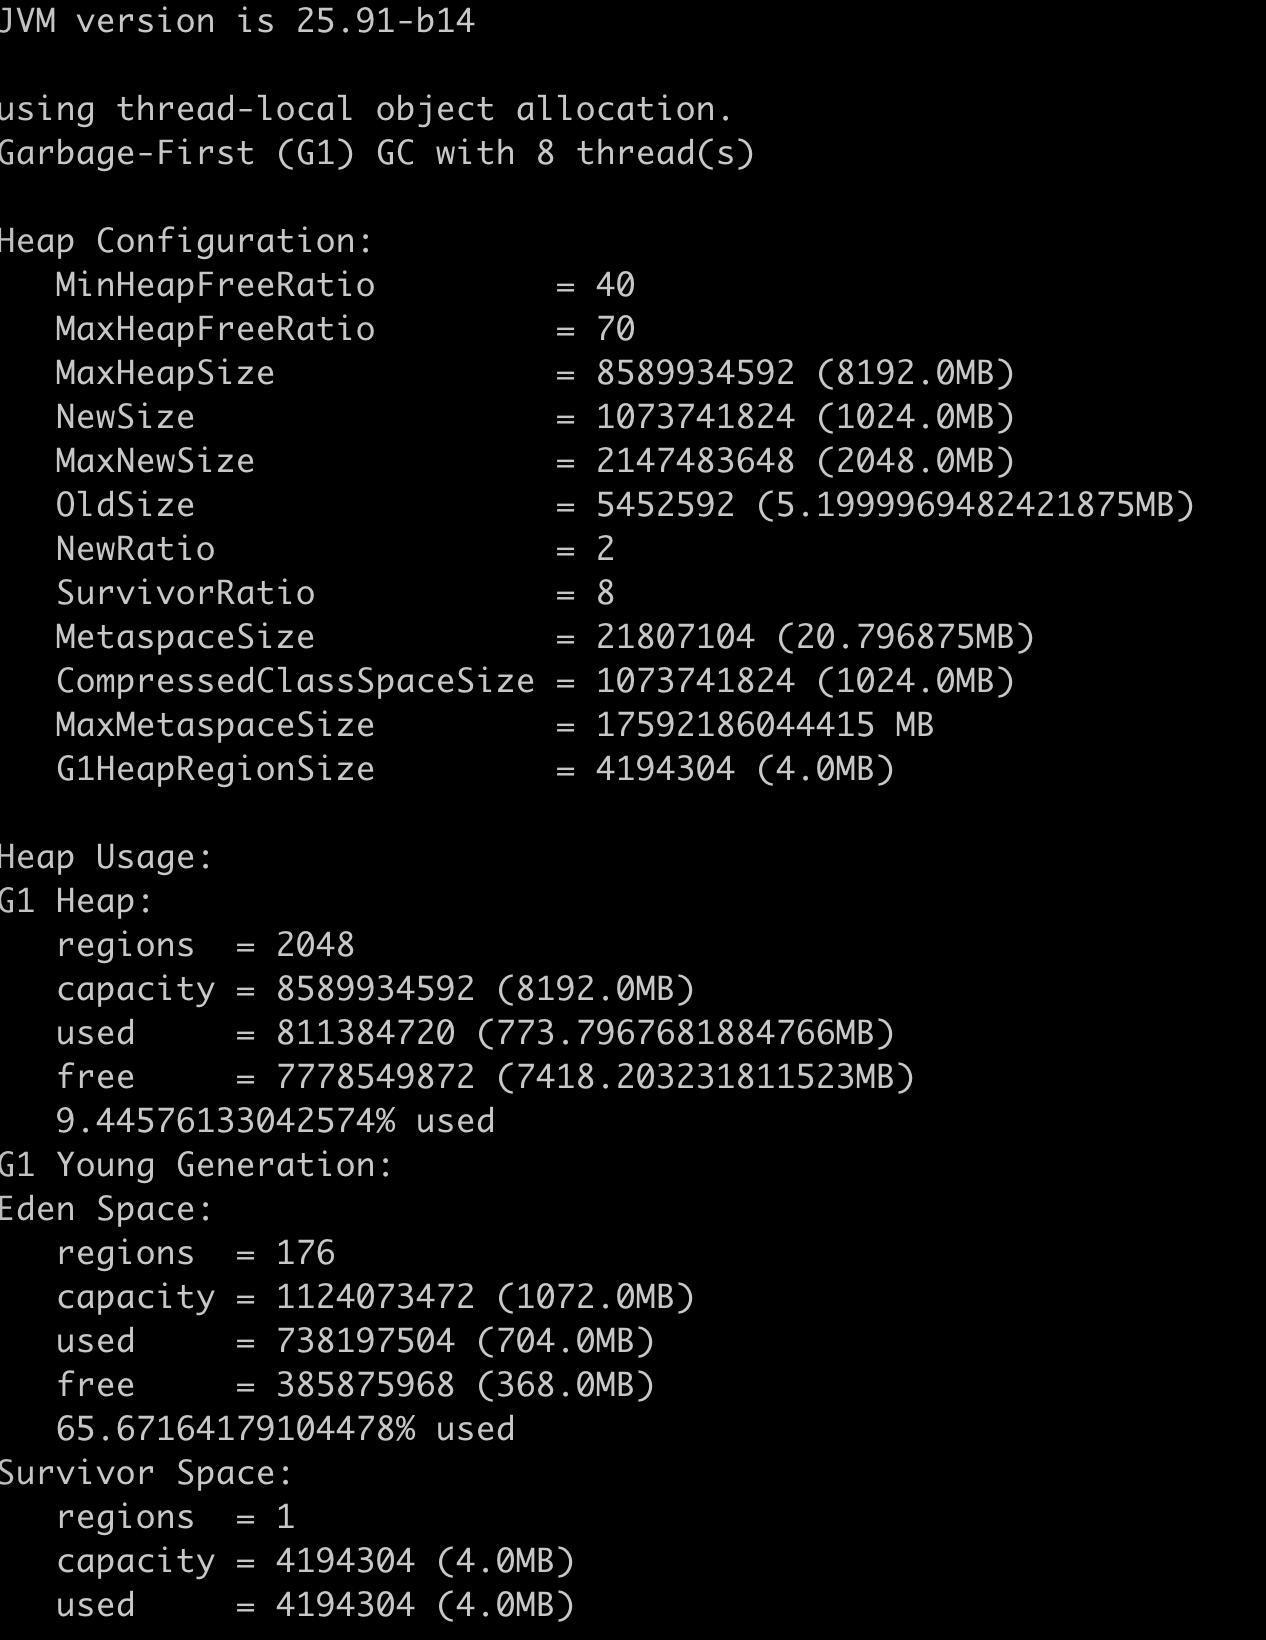 JVM version is 25.91-b14
using thread-local object allocation.
Garbage-First (G1) GC with 8 thread(s)
Heap Configuration:
MinHeapFreeRatio = 40
MaxHeapFreeRatio = 70
MaxHeapSize = 8589934592 (8192.0MB)
NewSize = 1073741824 (1024.0MB)
MaxNewSize = 2147483648 (2048.0MB)
OldSize = 5452592 (5.1999969482421875MB)
NewRatio = 2
SurvivorRatio = 8
MetaspaceSize = 21807104 (20.796875MB)
CompressedClassSpaceSize = 1073741824 (1024.0MB)
MaxMetaspaceSize = 17592186044415 MB
G1HeapRegionSize = 4194304 (4.0MB)
Heap Usage:
G1 Heap:
regions = 2048
capacity = 8589934592 (8192.0MB)
used = 811384720 (773.7967681884766MB)
free = 7778549872 (7418.203231811523MB)
9.44576133042574% used
G1 Young Generation:
Eden Space:
regions = 176
capacity = 1124073472 (1072.0MB)
used = 738197504 (704.0MB)
free = 385875968 (368.0MB)
65.67164179104478% used
Survivor Space:
regions = 1
capacity = 4194304 (4.0MB)
used = 4194304 (4.0MB)